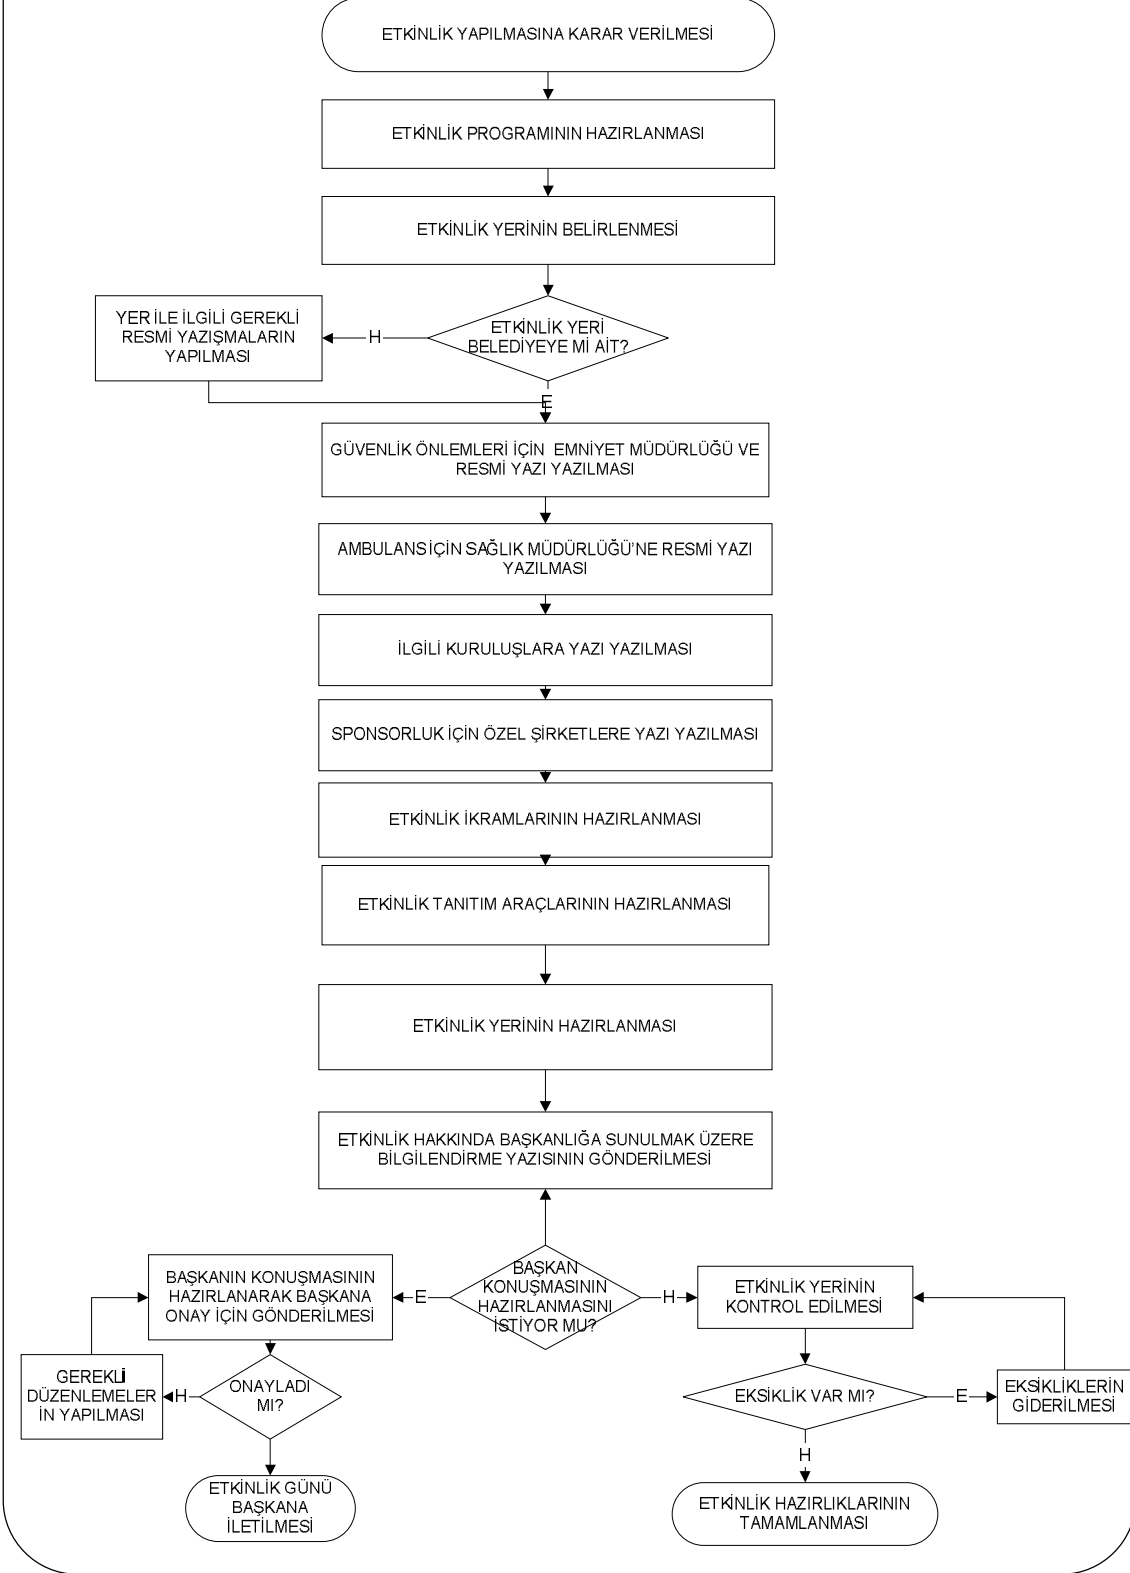 ETKİNLİK YAPILMASINA KARAR VERİLMESİ
ETKİNLİK PROGRAMININ HAZIRLANMASI
ETKİNLİK YERİNİN BELİRLENMESİ
YER İLE İLGİLİ GEREKLİ
RESMİ YAZIŞMALARIN
YAPILMASI
H
ETKİNLİK YERİ
BELEDİYEYE Mİ AİT?
E
GÜVENLİK ÖNLEMLERİ İÇİN EMNİYET MÜDÜRLÜĞÜ VE
RESMİ YAZI YAZILMASI
AMBULANS İÇİN SAĞLIK MÜDÜRLÜĞÜ'NE RESMİ YAZI
YAZILMASI
İLGİLİ KURULUŞLARA YAZI YAZILMASI
SPONSORLUK İÇİN ÖZEL ŞİRKETLERE YAZI YAZILMASI
ETKİNLİK İKRAMLARININ HAZIRLANMASI
ETKİNLİK TANITIM ARAÇLARININ HAZIRLANMASI
ETKİNLİK YERİNİN HAZIRLANMASI
ETKİNLİK HAKKINDA BAŞKANLIĞA SUNULMAK ÜZERE
BİLGİLENDİRME YAZISININ GÖNDERİLMESİ
BAŞKANIN KONUŞMASININ
HAZIRLANARAK BAŞKANA
ONAY İÇİN GÖNDERİLMESİ
E
BAŞKAN
KONUŞMASININ
HAZIRLANMASINI
İSTİYOR MU?
H
ETKİNLİK YERİNİN
KONTROL EDİLMESİ
GEREKLİ
DÜZENLEMELER
İN YAPILMASI
H
ONAYLADI
MI?
EKSİKLİK VAR MI?
E
EKSİKLİKLERİN
GİDERİLMESİ
H
ETKİNLİK GÜNÜ
BAŞKANA
İLETİLMESİ
ETKİNLİK HAZIRLIKLARININ
TAMAMLANMASI